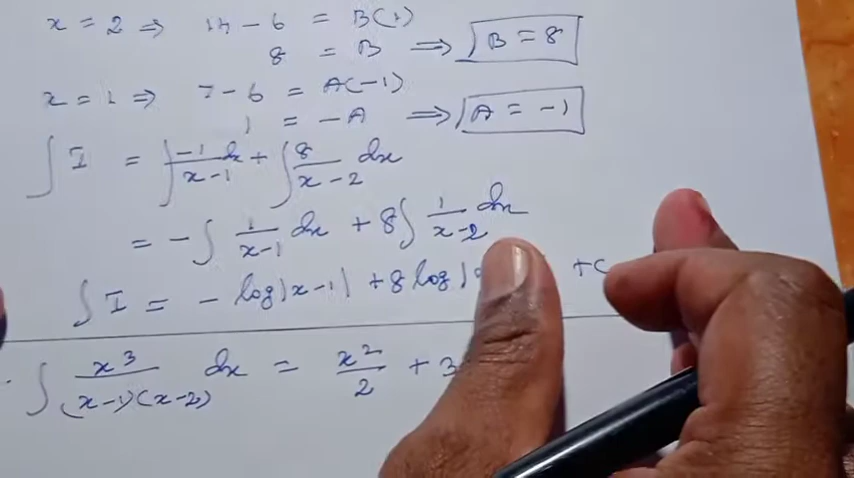 x = 2 ⇒ 14 - 6 = B(1)
8 = B ⇒ B = 8
x = 1 ⇒ 7 - 6 = A(-1)
1 = -A ⇒ A = -1
∫ I = ∫ -1/x-1 dx + ∫ 8/x-2 dx
= - ∫ 1/x-1 dx + 8 ∫ 1/x-2 dx
∫ I = - log|x-1| + 8 log| +c
∫ x³/(x-1)(x-2) dx = x²/2 + 3